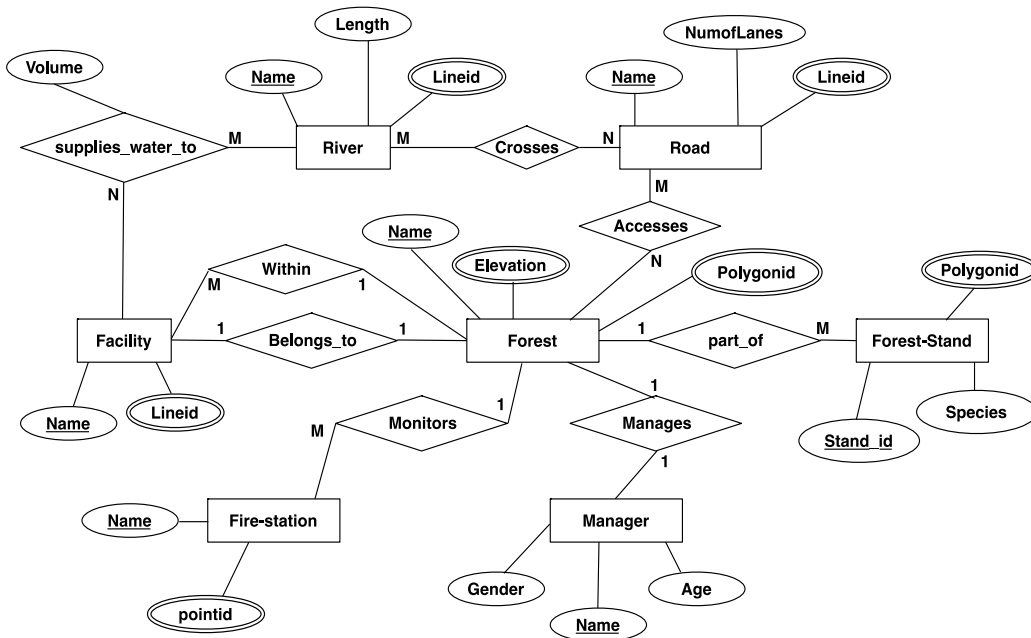 Length
NumofLanes
Volume
Name
Lineid
Name
Lineid
supplies_water_to
M
River
M
Crosses
N
Road
N
M
Accesses
N
Name
Elevation
Polygonid
Polygonid
Within
M
1
Facility
1
Belongs_to
1
Forest
1
part_of
M
Forest-Stand
Name
Lineid
M
Monitors
1
1
Manages
1
Stand_id
Species
Name
Fire-station
Manager
pointid
Gender
Name
Age